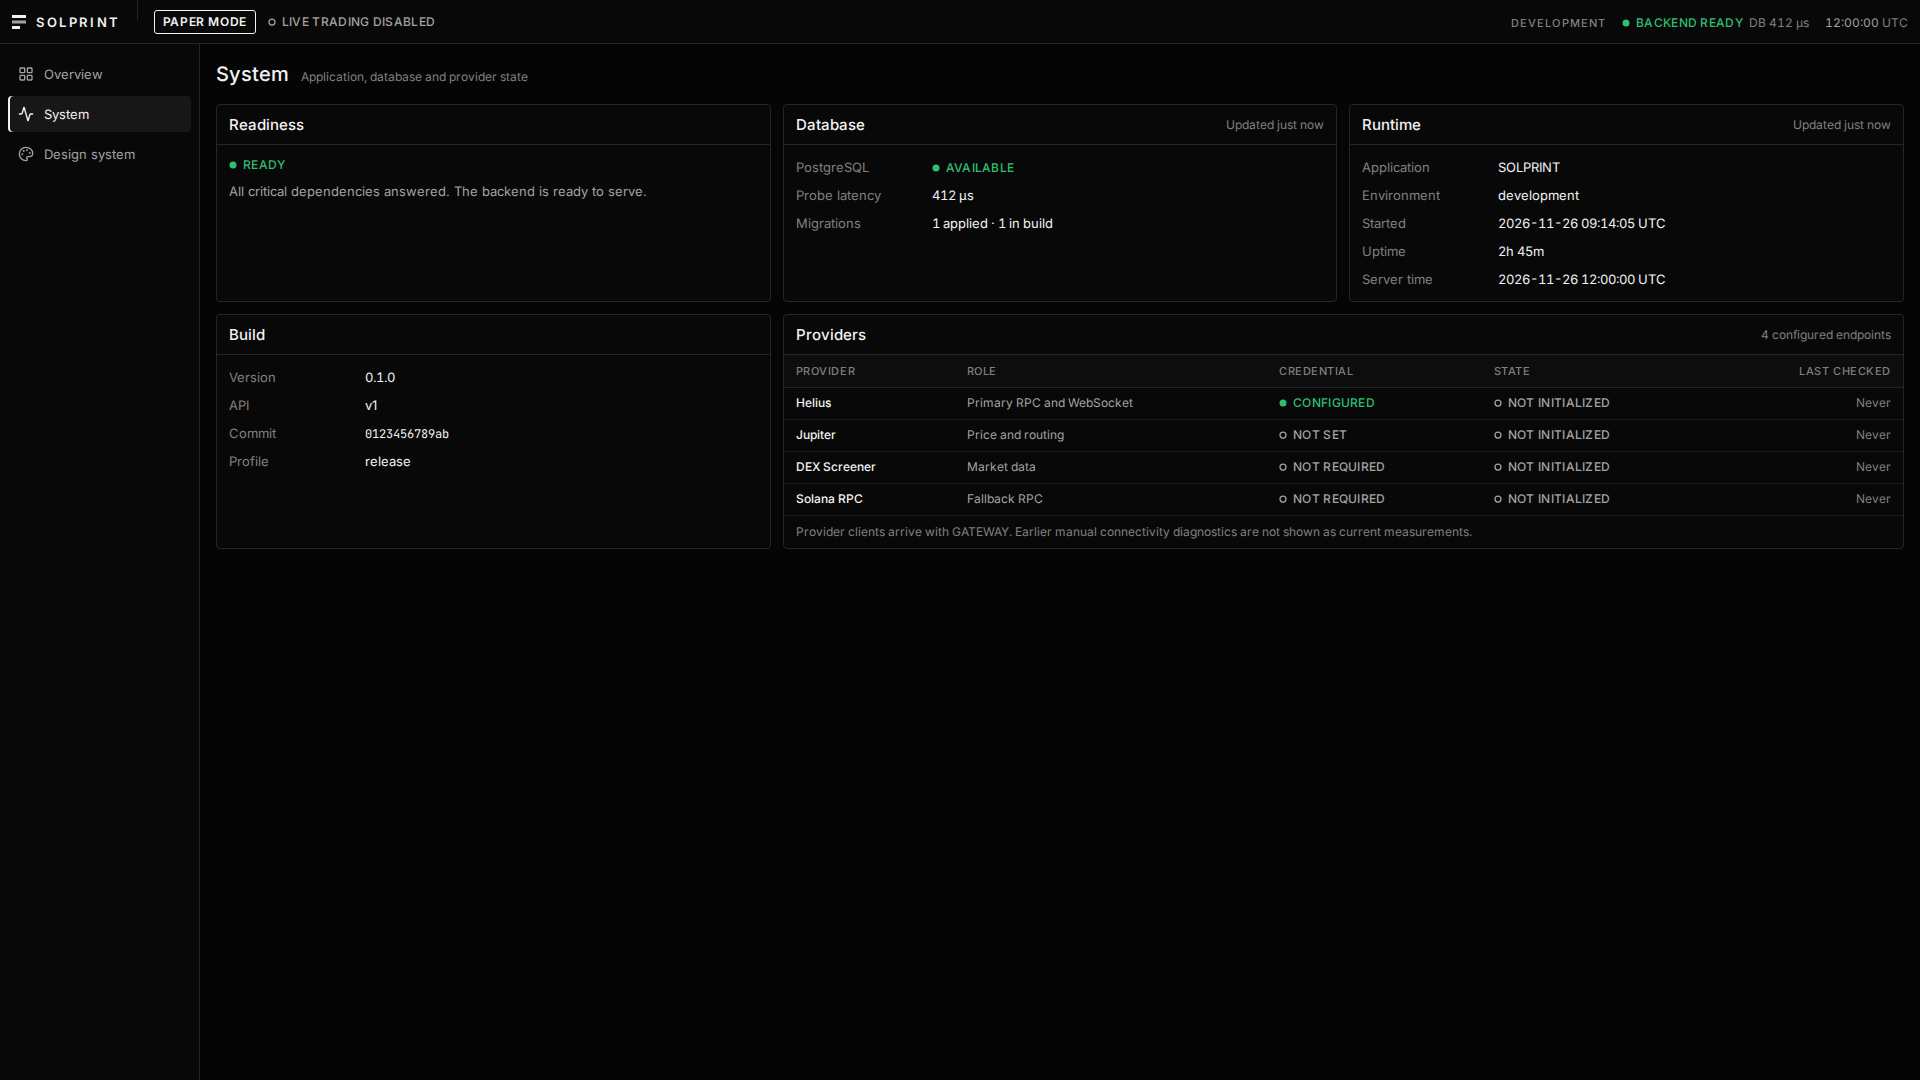 SOLPRINT PAPER MODE LIVE TRADING DISABLED DEVELOPMENT BACKEND READY DB 412 µs 12:00:00 UTC
Overview
System
Design system
System Application, database and provider state
Readiness
READY
All critical dependencies answered. The backend is ready to serve.
Database Updated just now
PostgreSQL AVAILABLE
Probe latency 412 µs
Migrations 1 applied · 1 in build
Runtime Updated just now
Application SOLPRINT
Environment development
Started 2026-11-26 09:14:05 UTC
Uptime 2h 45m
Server time 2026-11-26 12:00:00 UTC
Build
Version 0.1.0
API v1
Commit 0123456789ab
Profile release
Providers 4 configured endpoints
PROVIDER ROLE CREDENTIAL STATE LAST CHECKED
Helius Primary RPC and WebSocket CONFIGURED NOT INITIALIZED Never
Jupiter Price and routing NOT SET NOT INITIALIZED Never
DEX Screener Market data NOT REQUIRED NOT INITIALIZED Never
Solana RPC Fallback RPC NOT REQUIRED NOT INITIALIZED Never
Provider clients arrive with GATEWAY. Earlier manual connectivity diagnostics are not shown as current measurements.